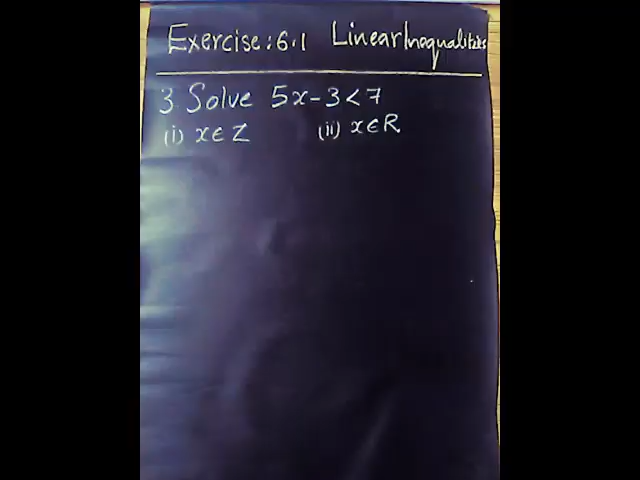 Exercise: 6.1 Linear Inequalities
3 Solve 5x - 3 < 7
(i) x ∈ Z (ii) x ∈ R